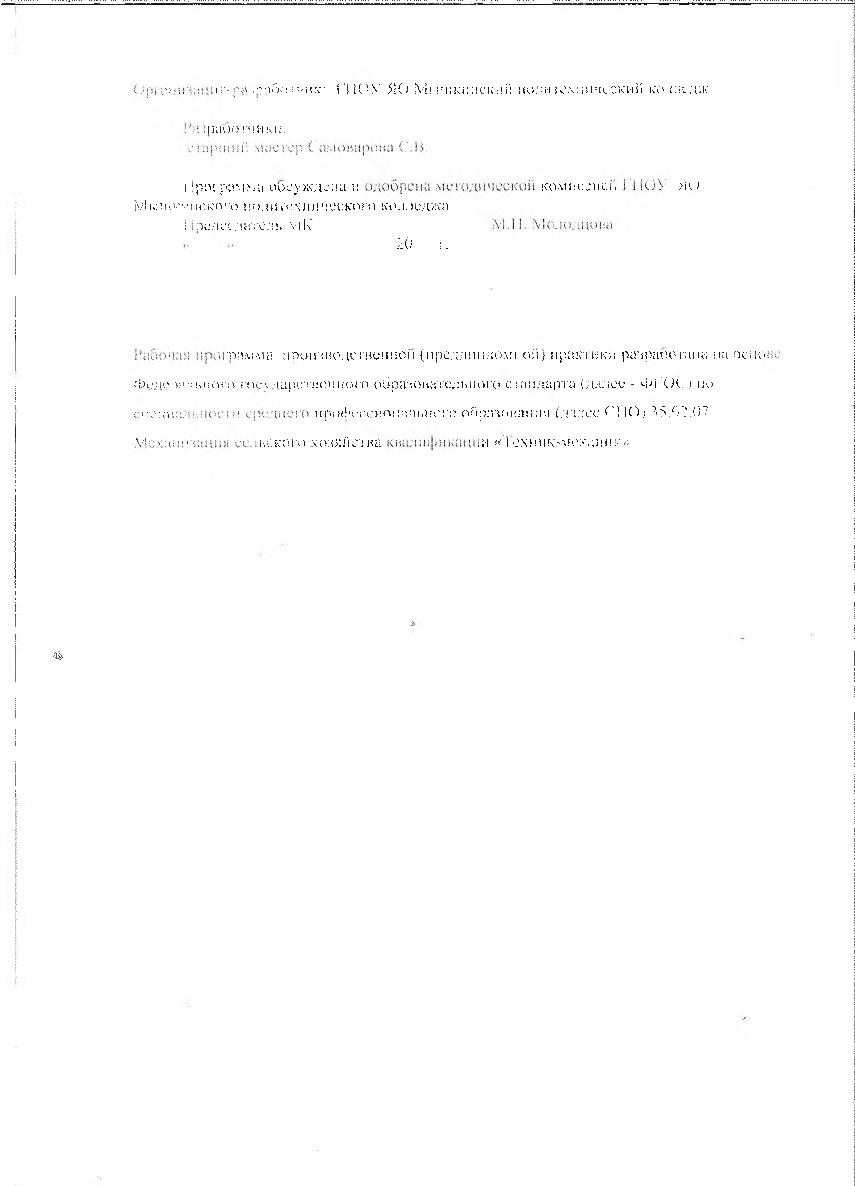 Организация-разработчик: ГПОУ ЯО Мышкинский политехнический колледж
Разработчики:
старший мастер Самоварова С.В.
Программа обсуждена и одобрена методической комиссией ГПОУ ЯО
Мышкинского политехнического колледжа
Председатель МК М.Н. Молодцова
« » 20 г.
Рабочая программа производственной (преддипломной) практики разработана на основе
Федерального государственного образовательного стандарта (далее - ФГОС) по
специальности среднего профессионального образования (далее СПО) 35.02.07
Механизация сельского хозяйства квалификации «Техник-механик»